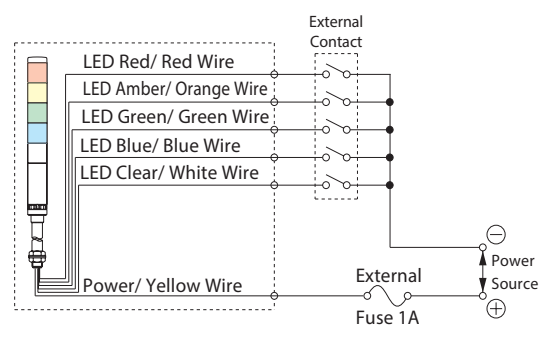 External
Contact
LED Red/ Red Wire
LED Amber/ Orange Wire
LED Green/ Green Wire
LED Blue/ Blue Wire
LED Clear/ White Wire
Power/ Yellow Wire
External
Fuse 1A
−
Power
Source
+